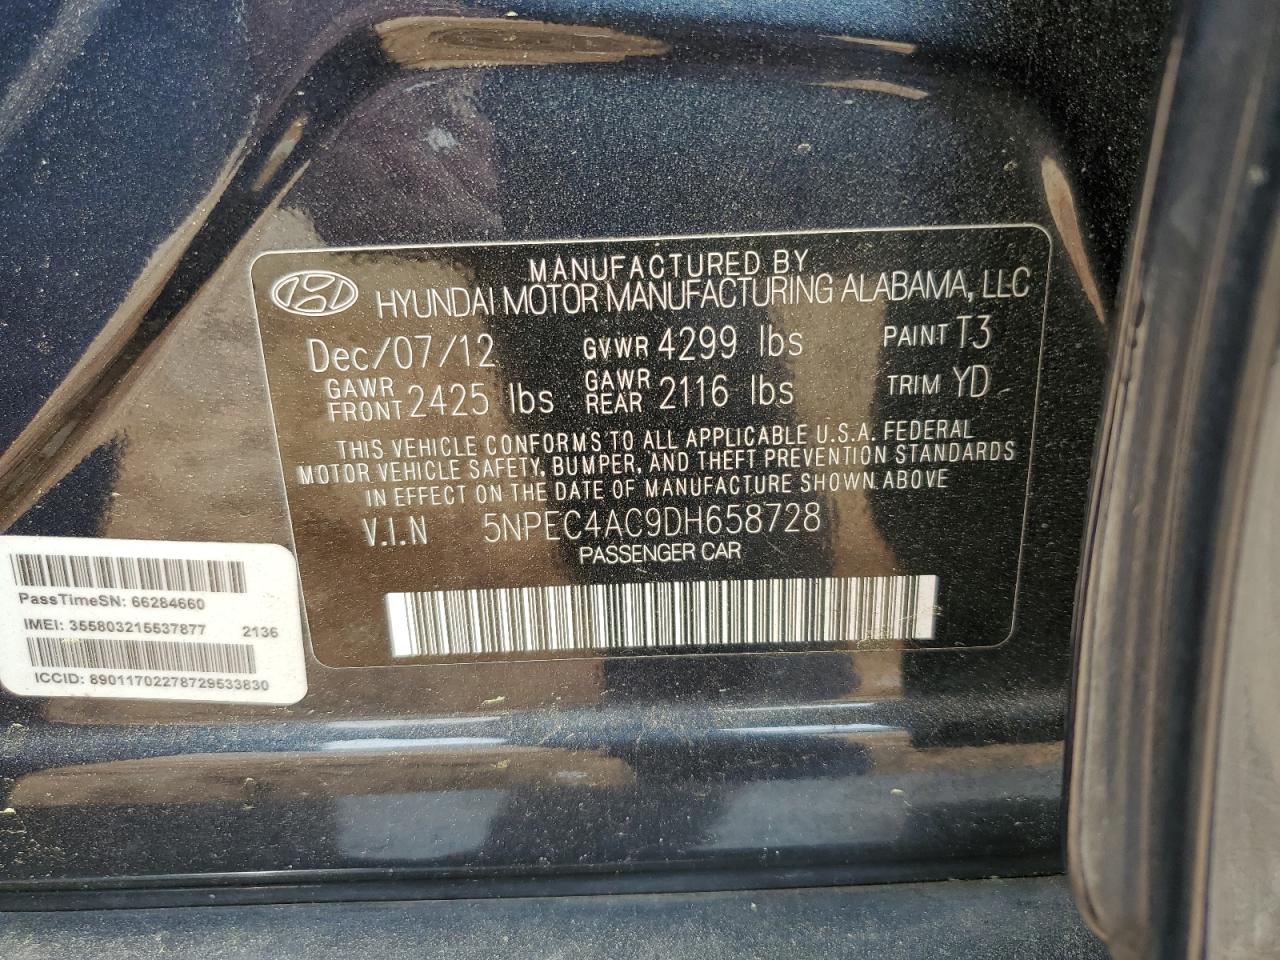 MANUFACTURED BY
HYUNDAI MOTOR MANUFACTURING ALABAMA, LLC
Dec/07/12 GVWR 4299 lbs PAINT T3
GAWR FRONT 2425 lbs GAWR REAR 2116 lbs TRIM YD
THIS VEHICLE CONFORMS TO ALL APPLICABLE U.S.A. FEDERAL
MOTOR VEHICLE SAFETY, BUMPER, AND THEFT PREVENTION STANDARDS
IN EFFECT ON THE DATE OF MANUFACTURE SHOWN ABOVE
V.I.N 5NPEC4AC9DH658728
PASSENGER CAR
PassTimeSN: 66284660
IMEI: 355803215537877 2136
ICCID: 89011702278729533830